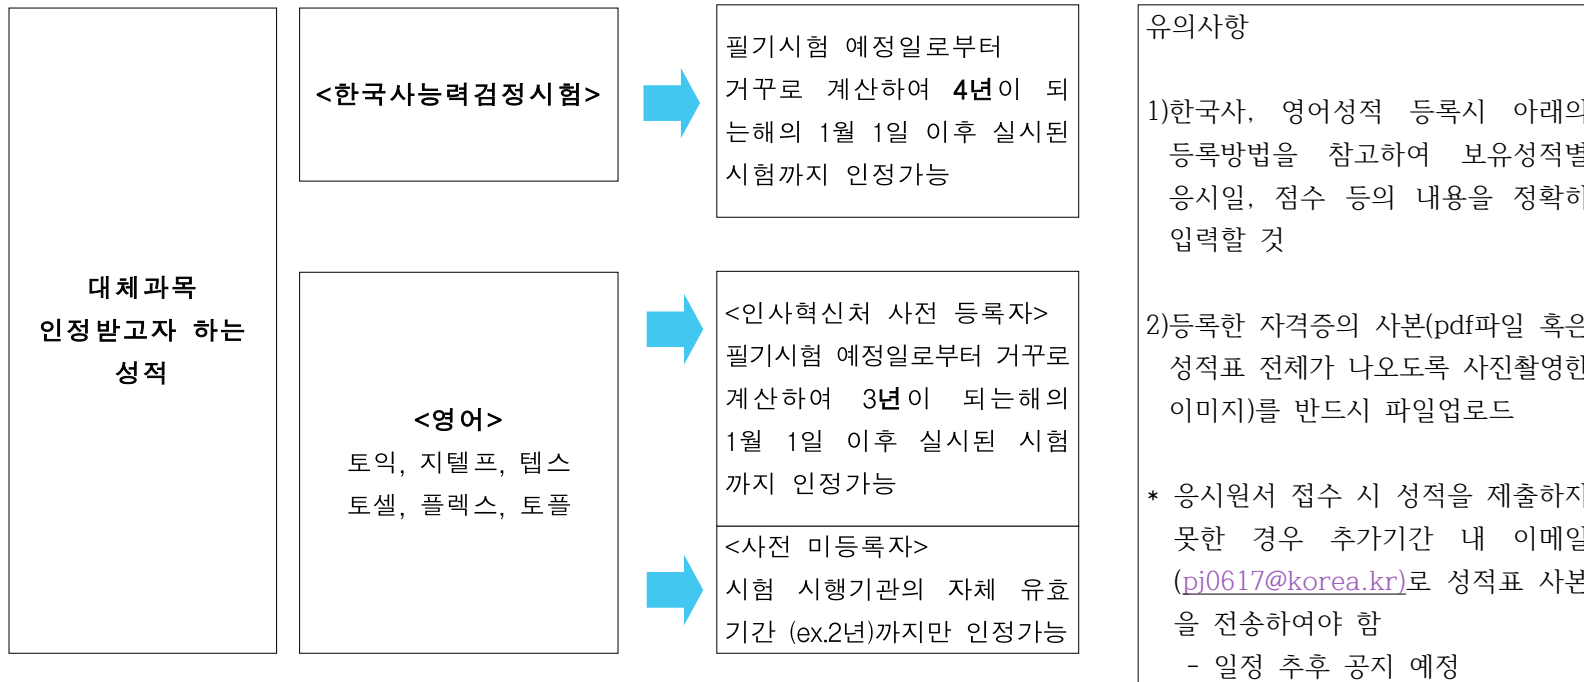 대체과목
인정받고자 하는
성적
<한국사능력검정시험>
필기시험 예정일로부터
거꾸로 계산하여 4년이 되
는해의 1월 1일 이후 실시된
시험까지 인정가능
<영어>
토익, 지텔프, 텝스
토셀, 플렉스, 토플
<인사혁신처 사전 등록자>
필기시험 예정일로부터 거꾸로
계산하여 3년이 되는해의
1월 1일 이후 실시된 시험
까지 인정가능
<사전 미등록자>
시험 시행기관의 자체 유효
기간 (ex.2년)까지만 인정가능
유의사항
1)한국사, 영어성적 등록시 아래의
등록방법을 참고하여 보유성적별
응시일, 점수 등의 내용을 정확히
입력할 것
2)등록한 자격증의 사본(pdf파일 혹은
성적표 전체가 나오도록 사진촬영한
이미지)를 반드시 파일업로드
* 응시원서 접수 시 성적을 제출하지
못한 경우 추가기간 내 이메일
(pj0617@korea.kr)로 성적표 사본
을 전송하여야 함
- 일정 추후 공지 예정